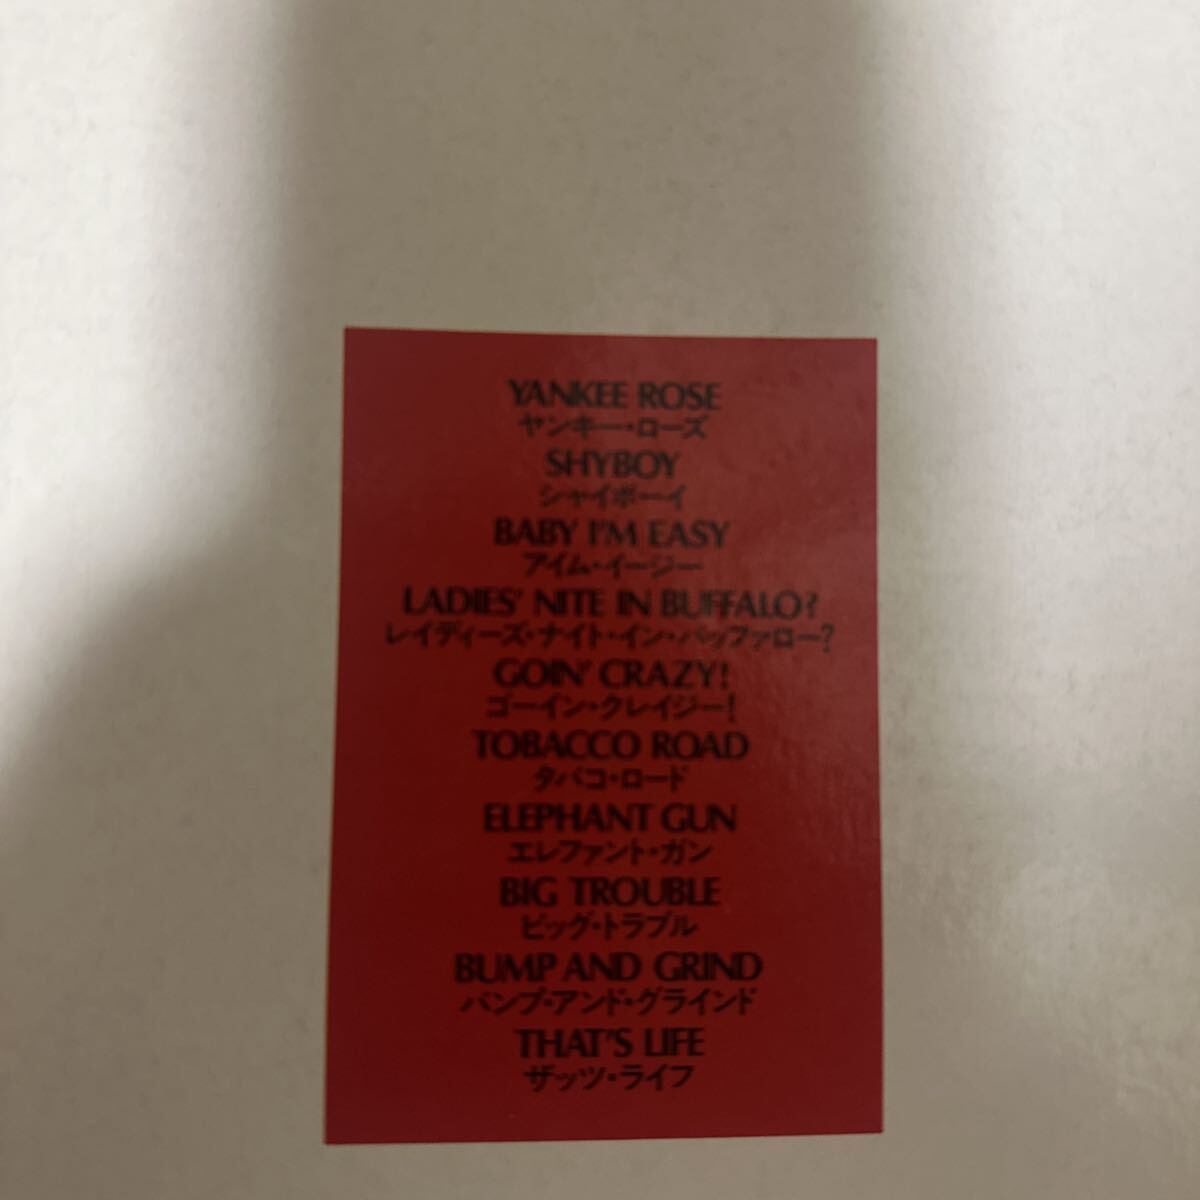 YANKEE ROSE
ヤンキー・ローズ
SHYBOY
シャイボーイ
BABY I'M EASY
アイム・イージー
LADIES' NITE IN BUFFALO?
レイディーズ・ナイト・イン・バッファロー?
GOIN' CRAZY!
ゴーイン・クレイジー!
TOBACCO ROAD
タバコ・ロード
ELEPHANT GUN
エレファント・ガン
BIG TROUBLE
ビッグ・トラブル
BUMP AND GRIND
バンプ・アンド・グラインド
THAT'S LIFE
ザッツ・ライフ